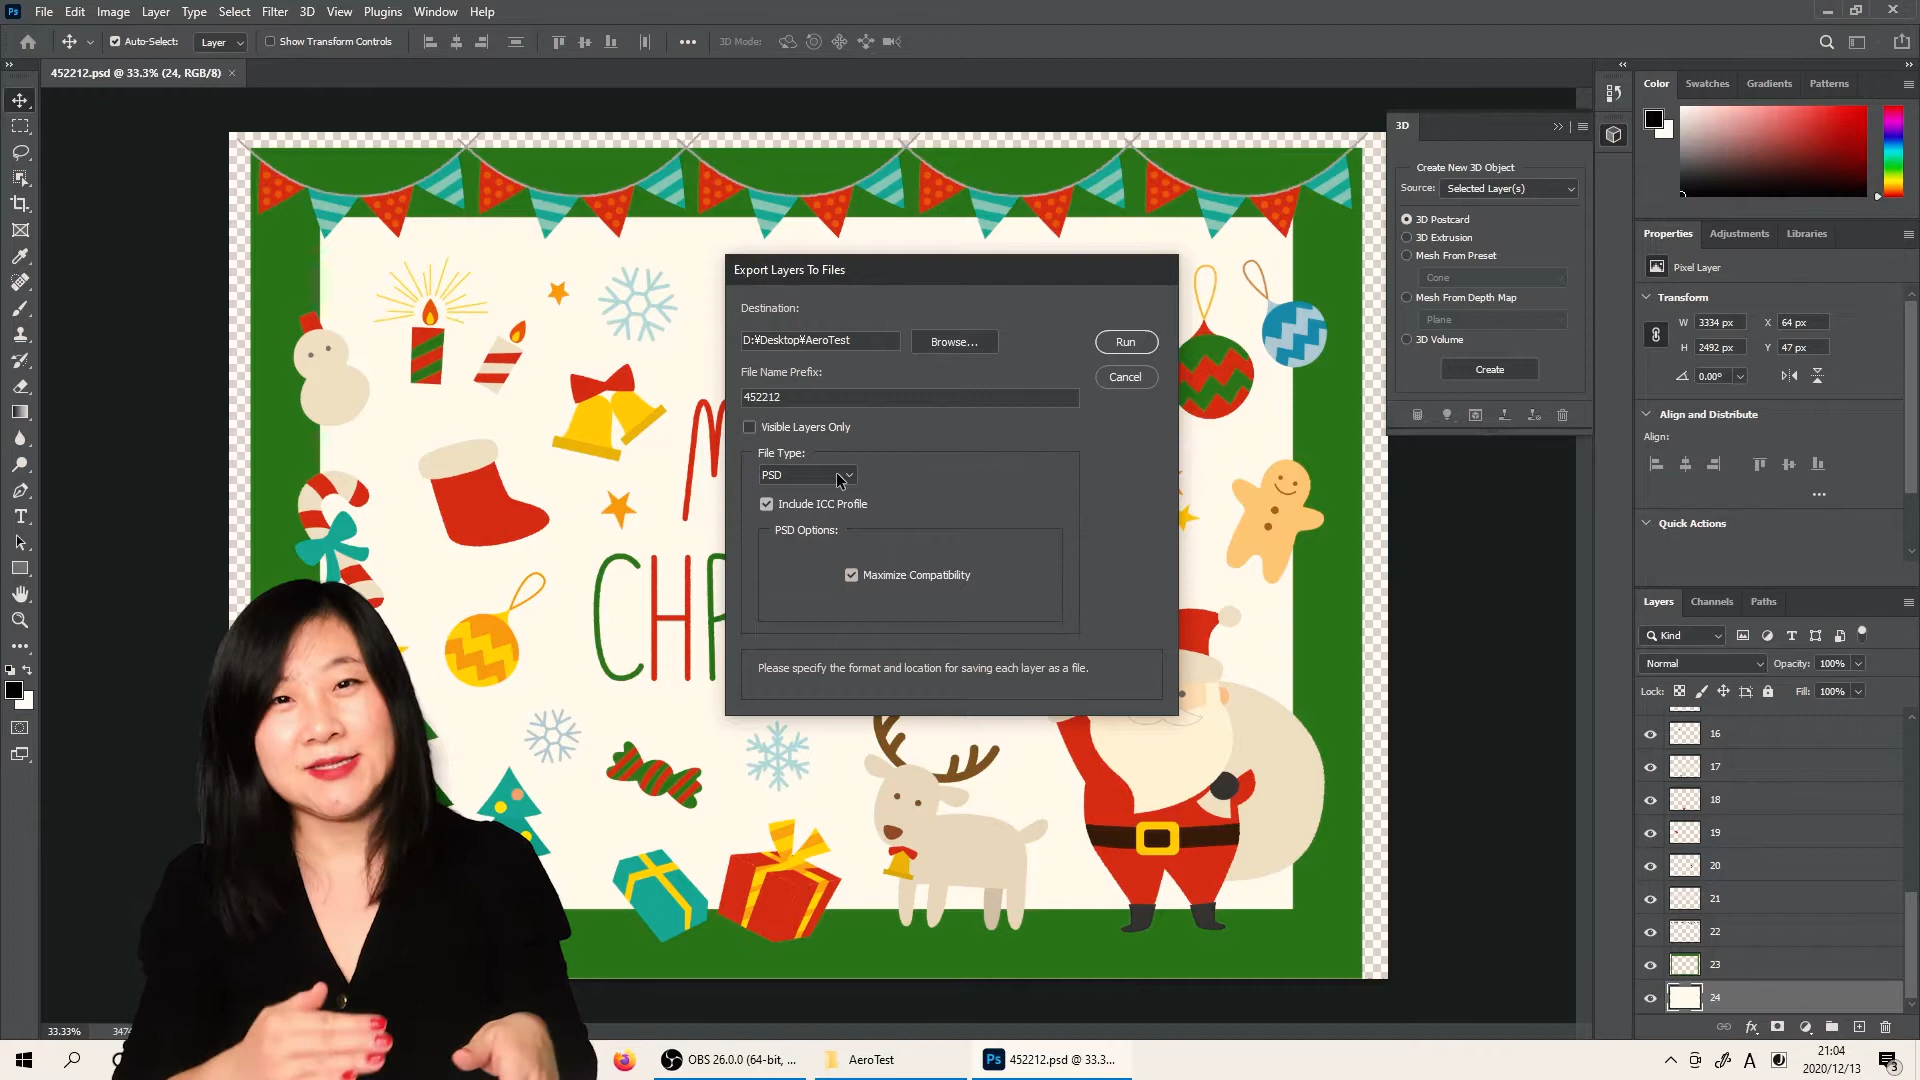 Ps File Edit Image Layer Type Select Filter 3D View Plugins Window Help
Auto-Select: Layer Show Transform Controls 3D Mode:
452212.psd @ 33.3% (24, RGB/8)
Color Swatches Gradients Patterns
3D
Create New 3D Object
Source: Selected Layer(s)
3D Postcard
3D Extrusion
Mesh From Preset
Cone
Mesh From Depth Map
Plane
3D Volume
Create
Properties Adjustments Libraries
Pixel Layer
Transform
W 3334 px X 64 px
H 2492 px Y 47 px
0.00°
Align and Distribute
Align:
Quick Actions
Export Layers To Files
Destination:
D:¥Desktop¥AeroTest Browse... Run
File Name Prefix:
Cancel
452212
Visible Layers Only
File Type:
PSD
Include ICC Profile
PSD Options:
Maximize Compatibility
Please specify the format and location for saving each layer as a file.
M
CH
Layers Channels Paths
Kind
Normal Opacity: 100%
Lock: Fill: 100%
16
17
18
19
20
21
22
23
24
33.33%
OBS 26.0.0 (64-bit, ... AeroTest Ps 452212.psd @ 33.3...
A
21:04
2020/12/13
3